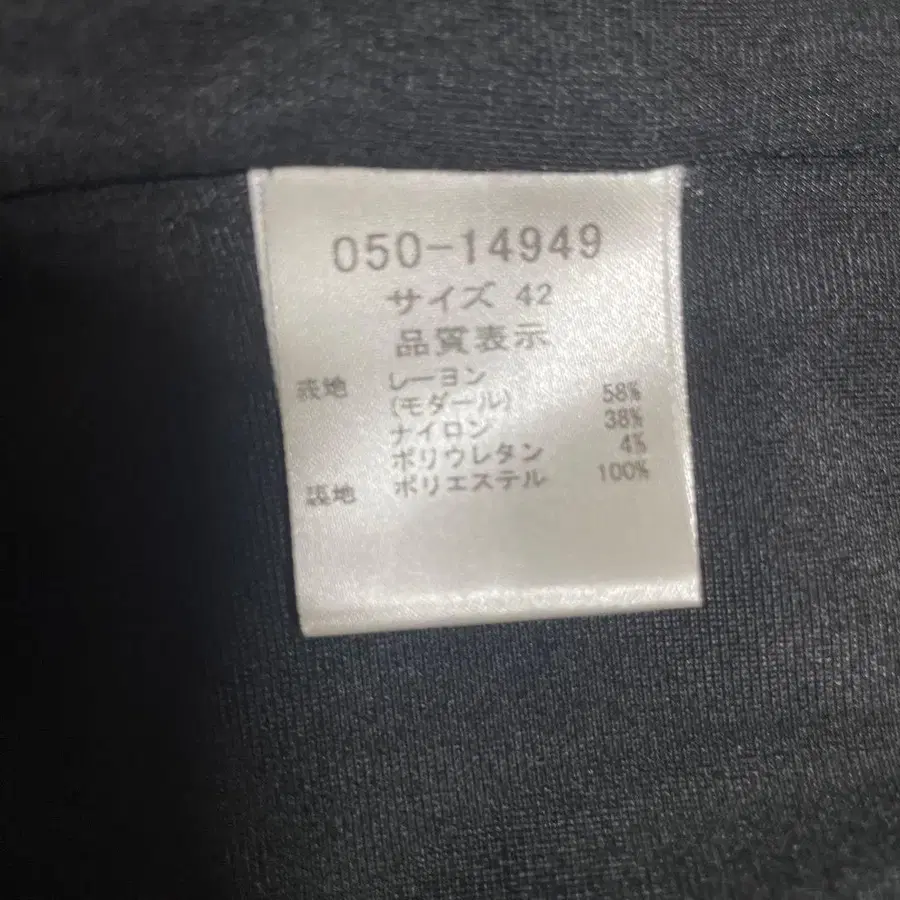 050-14949
サイズ 42
品質表示
表地 レーヨン
(モダール) 58%
ナイロン 38%
ポリウレタン 4%
裏地 ポリエステル 100%